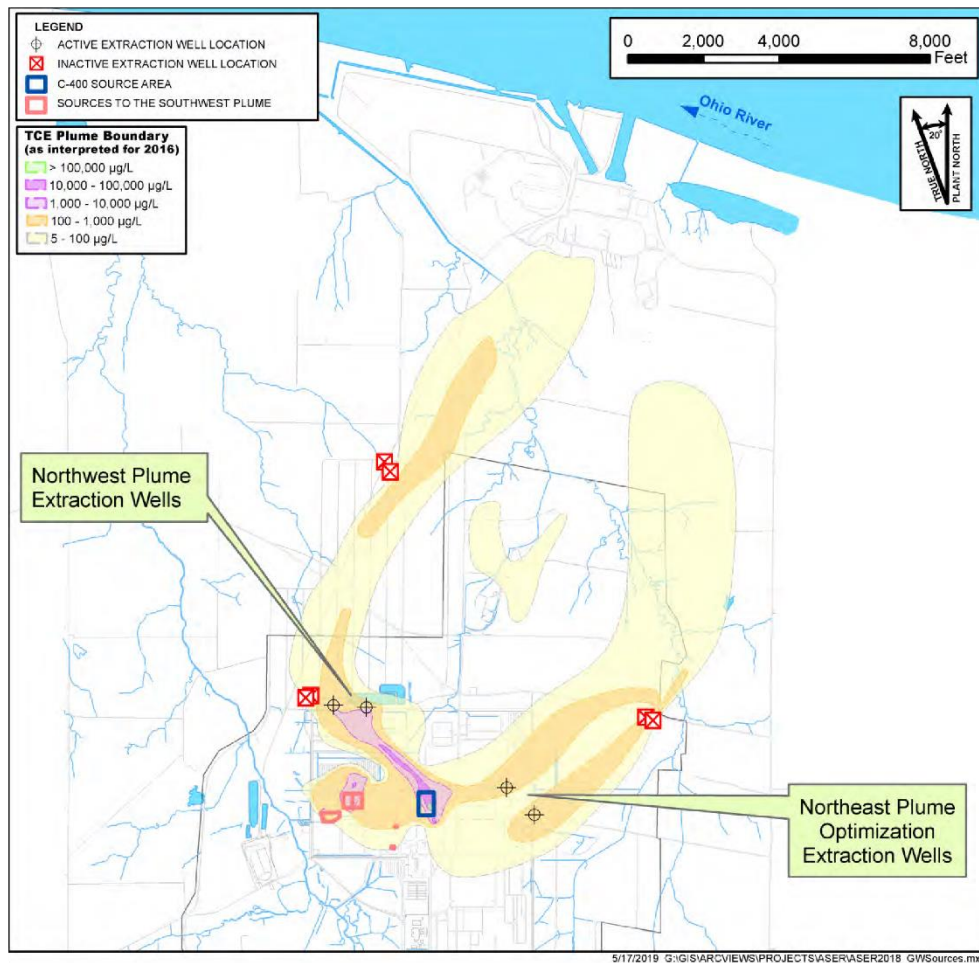 LEGEND
ACTIVE EXTRACTION WELL LOCATION
INACTIVE EXTRACTION WELL LOCATION
C-400 SOURCE AREA
SOURCES TO THE SOUTHWEST PLUME
TCE Plume Boundary
(as interpreted for 2016)
> 100,000 µg/L
10,000 - 100,000 µg/L
1,000 - 10,000 µg/L
100 - 1,000 µg/L
5 - 100 µg/L
0 2,000 4,000 8,000
Feet
Ohio River
20°
TRUE NORTH
PLANT NORTH
Northwest Plume
Extraction Wells
Northeast Plume
Optimization
Extraction Wells
5/17/2019 G:\GIS\ARCVIEWS\PROJECTS\ASER\ASER2018 GWSources.m